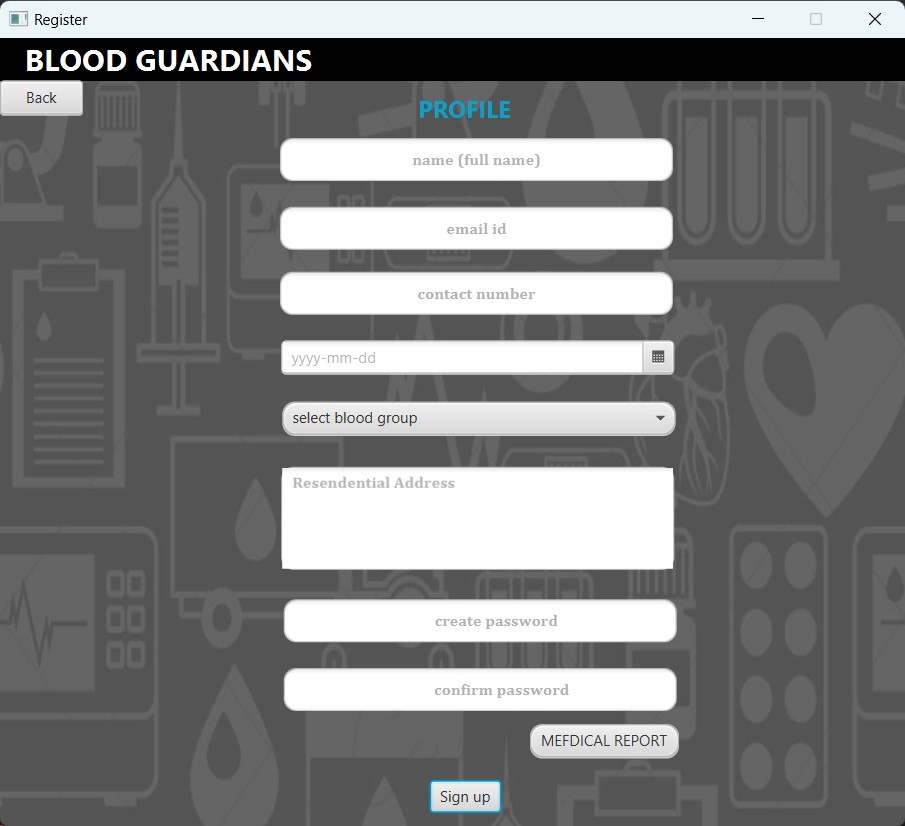 Register
BLOOD GUARDIANS
Back
PROFILE
name (full name)
email id
contact number
yyyy-mm-dd
select blood group
Resendential Address
create password
confirm password
MEFDICAL REPORT
Sign up